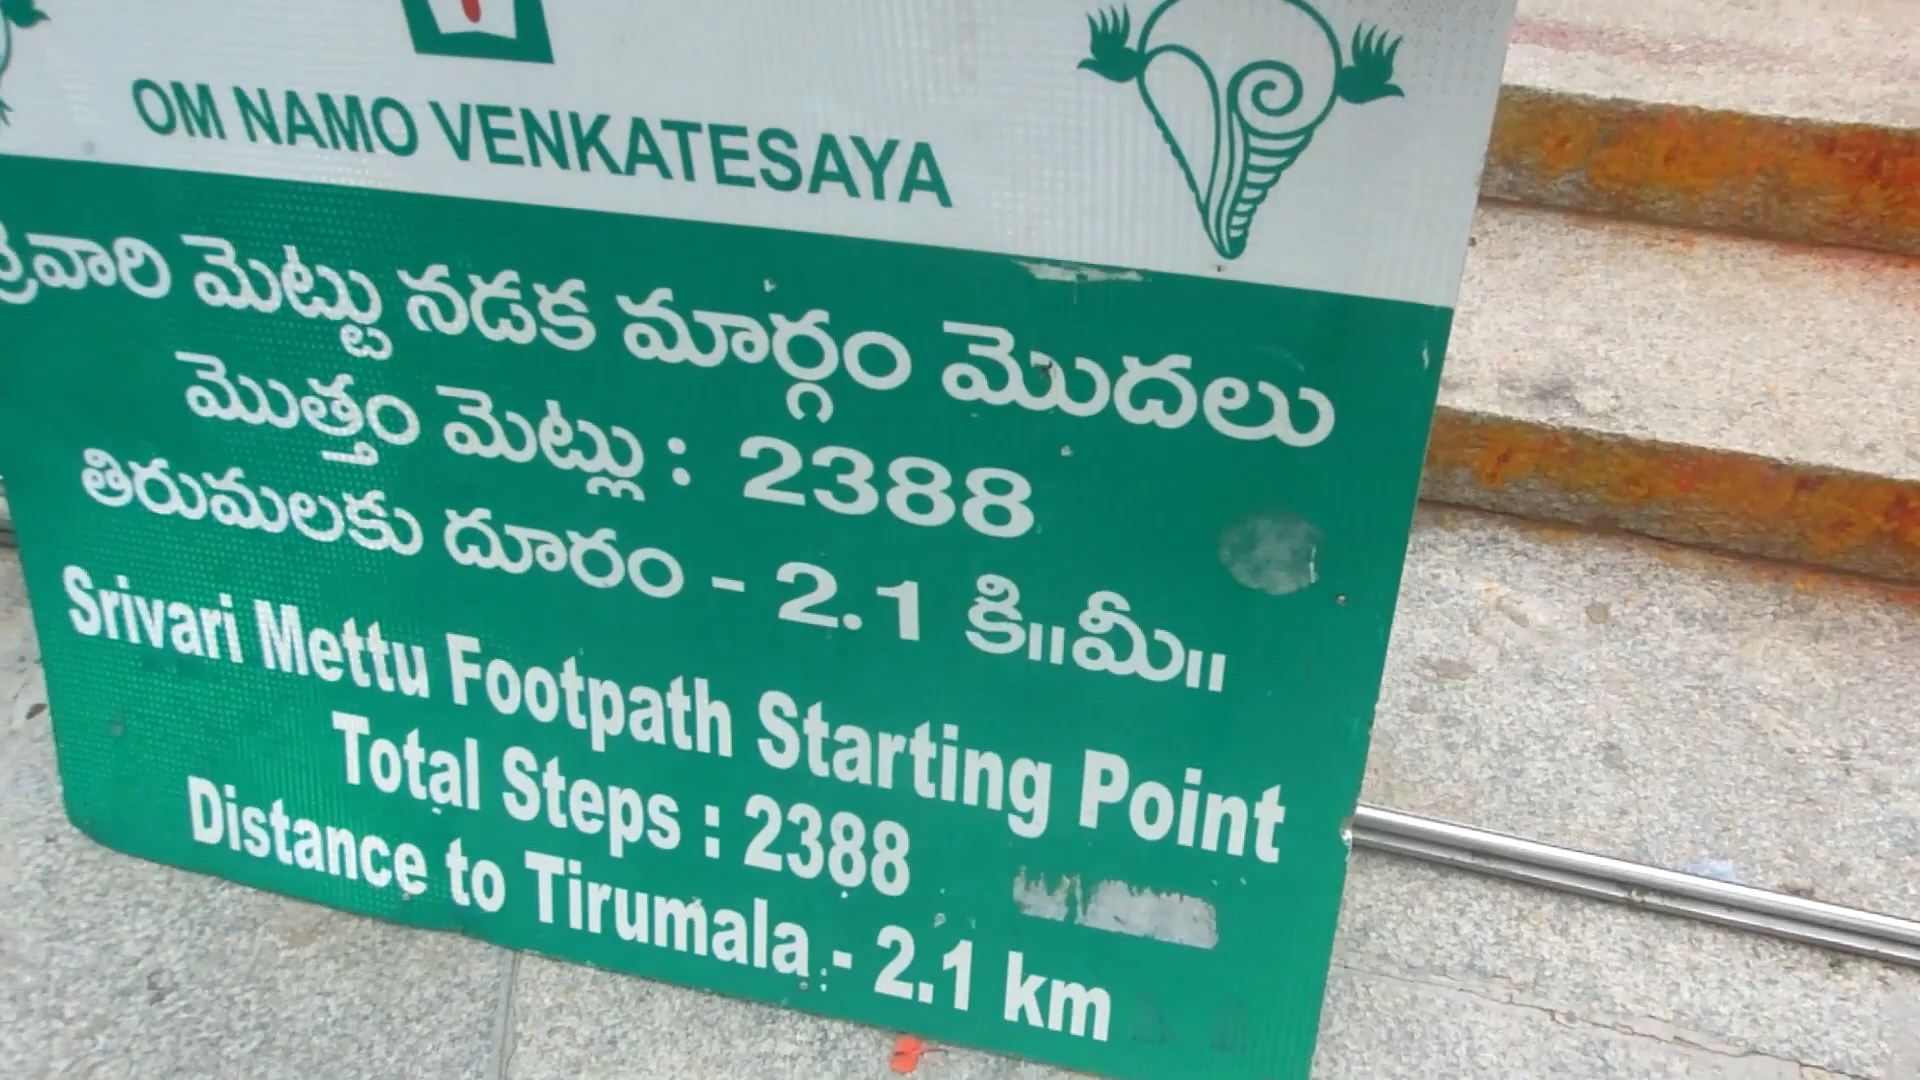 OM NAMO VENKATESAYA
శ్రీవారి మెట్టు నడక మార్గం మొదలు
మొత్తం మెట్లు : 2388
తిరుమలకు దూరం - 2.1 కి॥మీ॥
Srivari Mettu Footpath Starting Point
Total Steps : 2388
Distance to Tirumala - 2.1 km